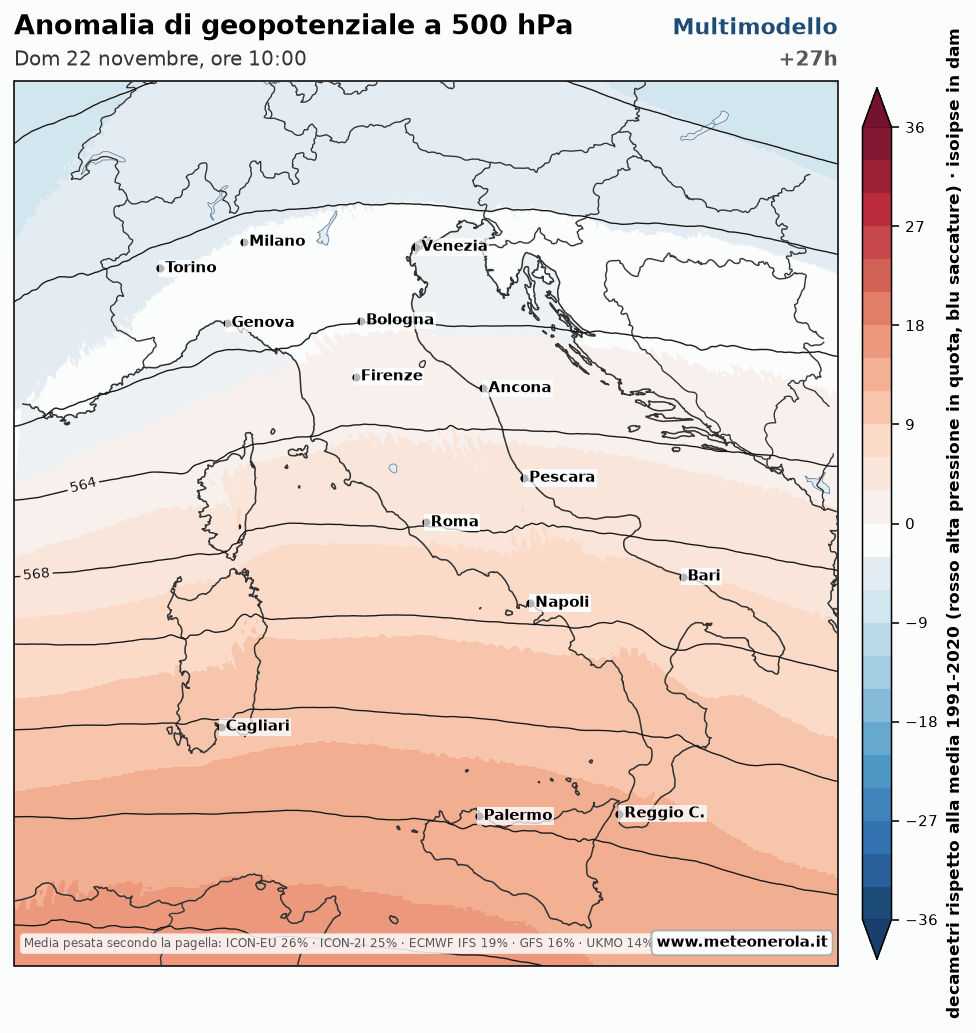 Anomalia di geopotenziale a 500 hPa
Multimodello
Dom 22 novembre, ore 10:00
+27h
Milano
Venezia
Torino
Genova
Bologna
Firenze
Ancona
564
Pescara
Roma
568
Bari
Napoli
Cagliari
Palermo
Reggio C.
Media pesata secondo la pagella: ICON-EU 26% · ICON-2I 25% · ECMWF IFS 19% · GFS 16% · UKMO 14%
www.meteonerola.it
36
27
18
9
0
−9
−18
−27
−36
decametri rispetto alla media 1991-2020 (rosso alta pressione in quota, blu saccature) · isoipse in dam